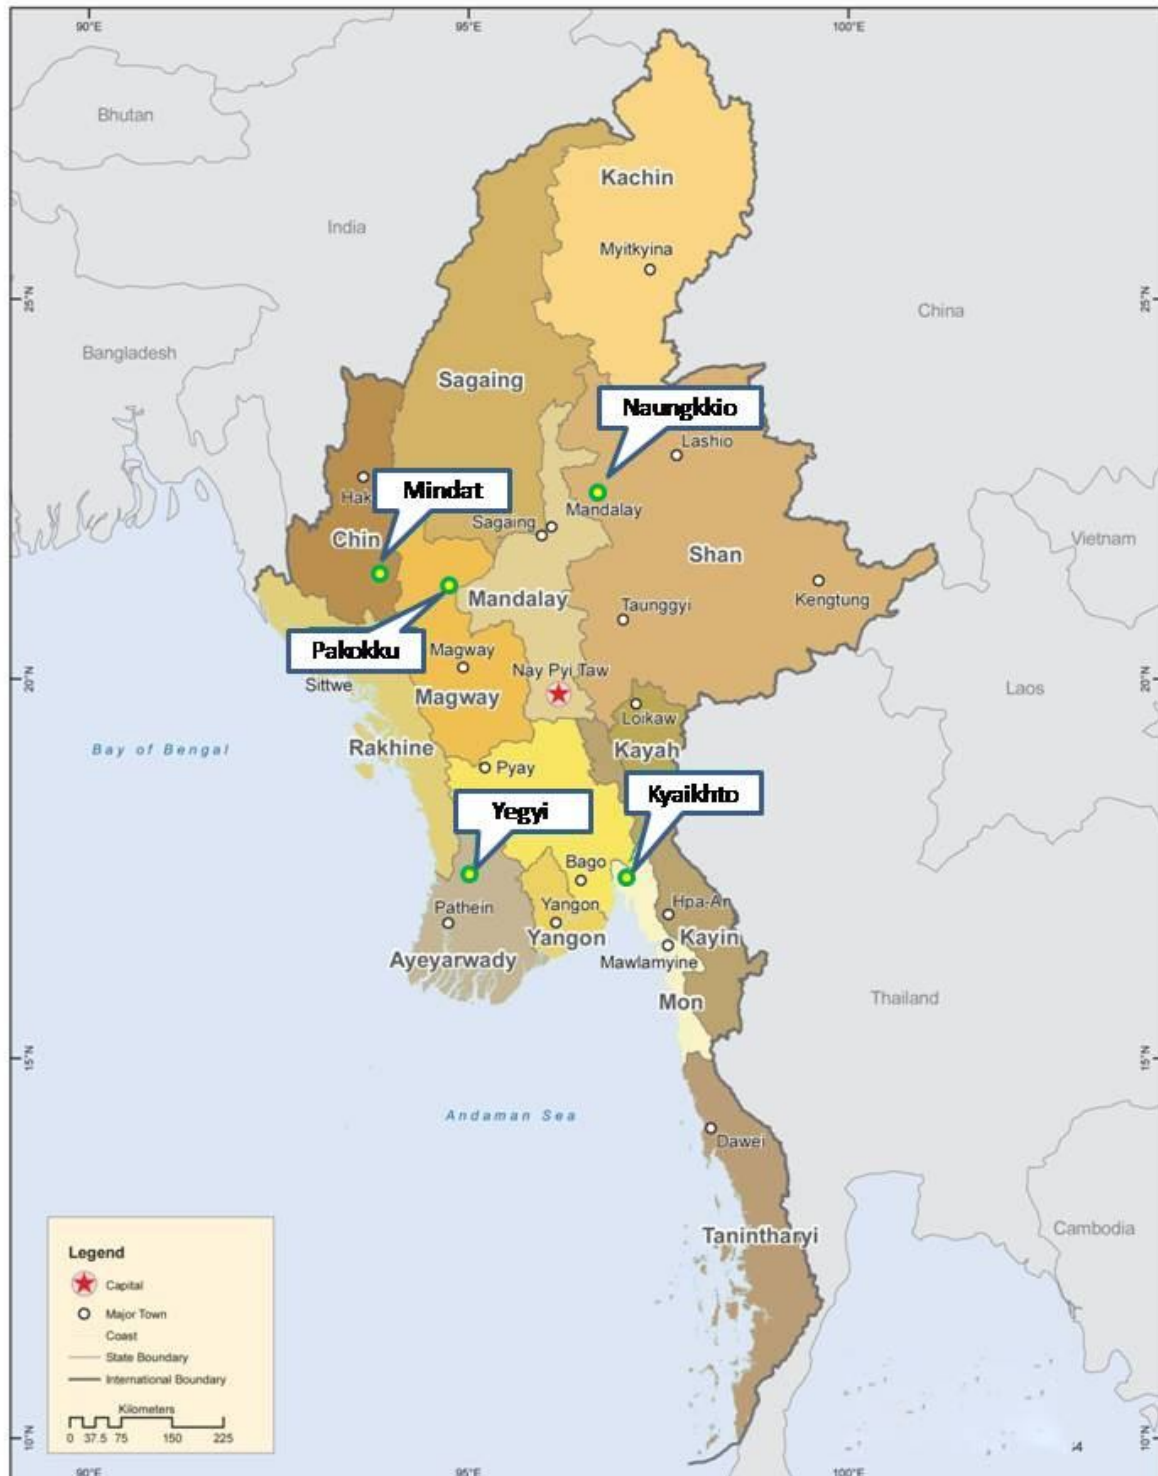 90°E
95°E
100°E
Bhutan
Kachin
India
Myitkyina
25°N
25°N
China
Bangladesh
Sagaing
Naungkkio
Lashio
Hak
Mindat
Mandalay
Sagaing
Chin
Shan
Vietnam
Mandalay
Taunggyi
Kengtung
Pakokku
Magway
Nay Pyi Taw
Sittwe
20°N
20°N
Magway
Laos
Loikaw
Rakhine
Kayah
Bay of Bengal
Pyay
Yegyi
Kyaikhto
Bago
Pathein
Yangon
Hpa-An
Yangon
Kayin
Ayeyarwady
Mawlamyine
Mon
Thailand
15°N
15°N
Andaman Sea
Dawei
Cambodia
Tanintharyi
Legend
Capital
Major Town
Coast
State Boundary
International Boundary
Kilometers
0 37.5 75 150 225
10°N
10°N
90°E
95°E
100°E